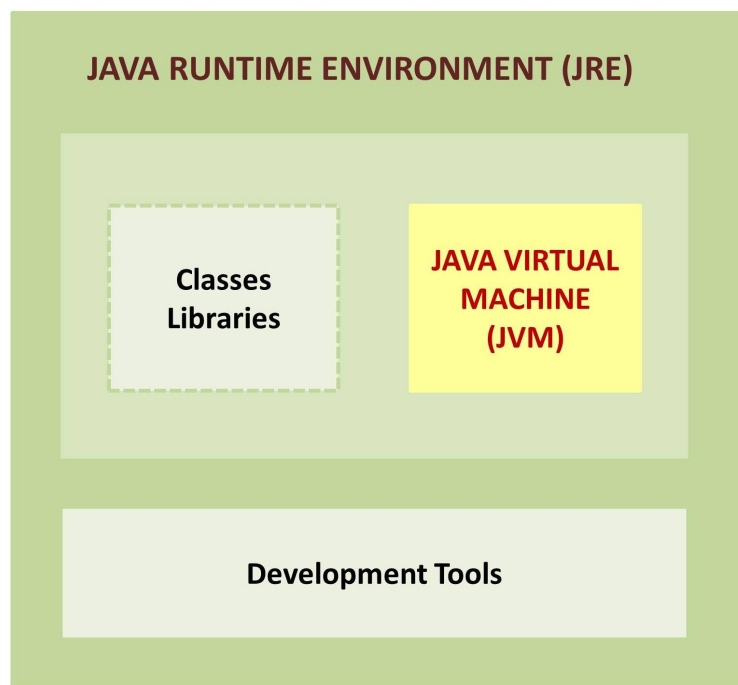 JAVA RUNTIME ENVIRONMENT (JRE)
Classes
Libraries
JAVA VIRTUAL
MACHINE
(JVM)
Development Tools